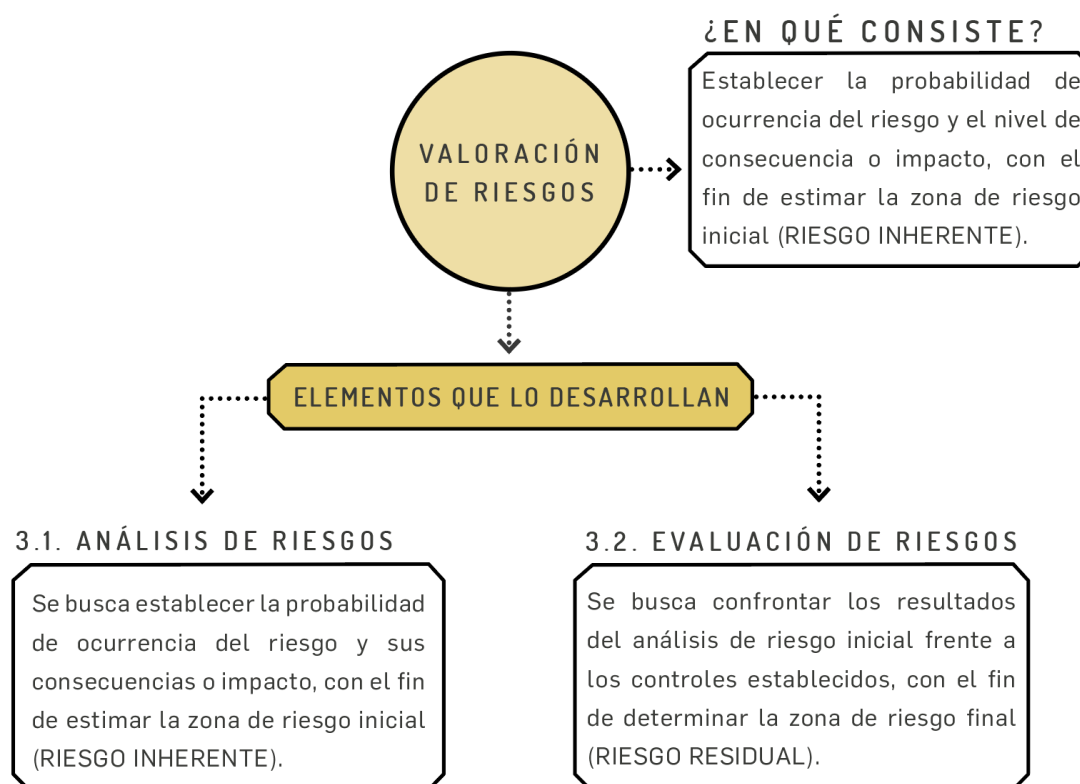 ¿EN QUÉ CONSISTE?
Establecer la probabilidad de
ocurrencia del riesgo y el nivel de
consecuencia o impacto, con el
fin de estimar la zona de riesgo
inicial (RIESGO INHERENTE).
VALORACIÓN
DE RIESGOS
ELEMENTOS QUE LO DESARROLLAN
3.1. ANÁLISIS DE RIESGOS
Se busca establecer la probabilidad
de ocurrencia del riesgo y sus
consecuencias o impacto, con el fin
de estimar la zona de riesgo inicial
(RIESGO INHERENTE).
3.2. EVALUACIÓN DE RIESGOS
Se busca confrontar los resultados
del análisis de riesgo inicial frente a
los controles establecidos, con el fin
de determinar la zona de riesgo final
(RIESGO RESIDUAL).